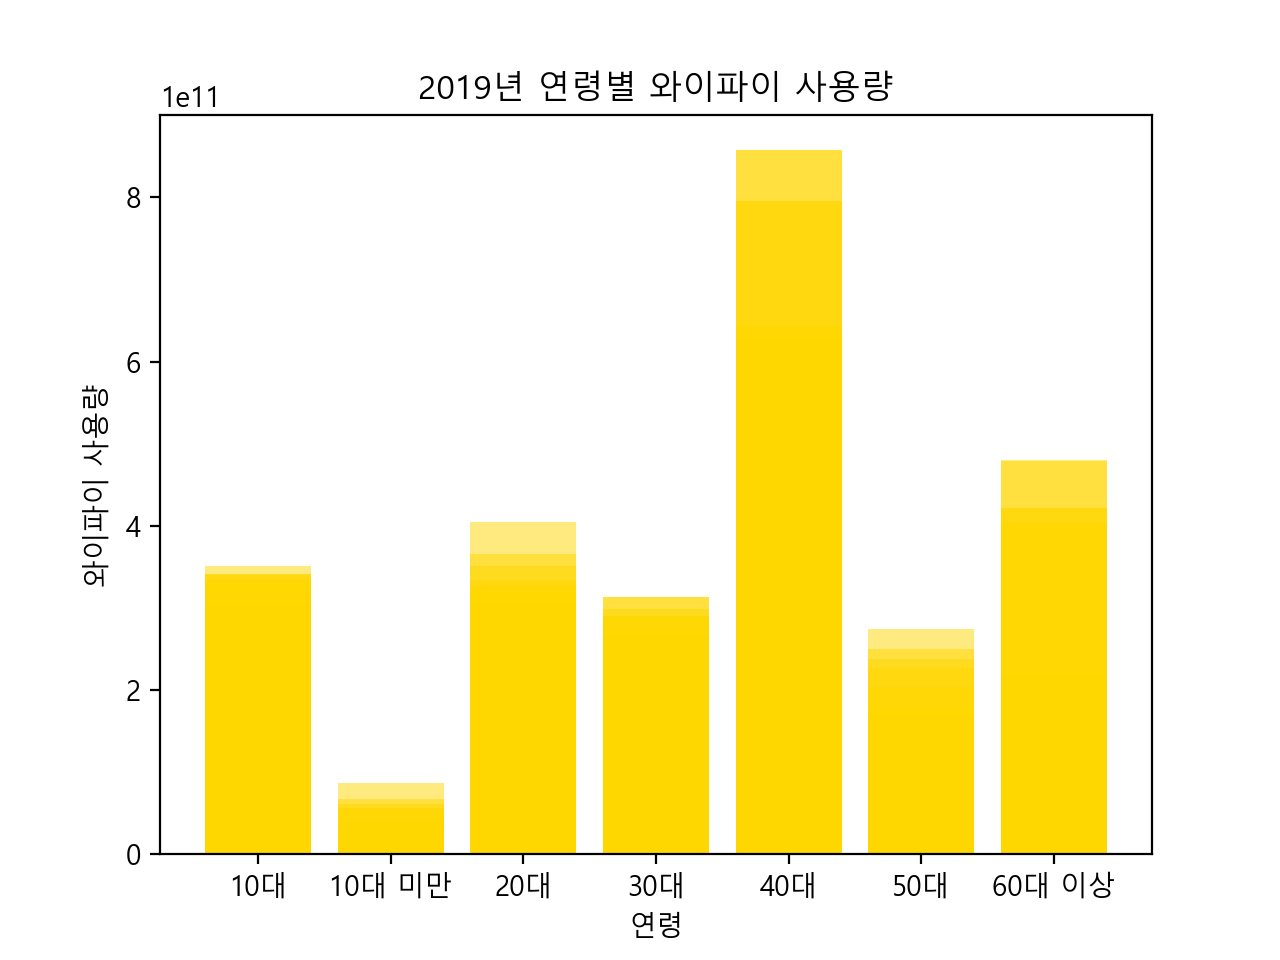 2019년 연령별 와이파이 사용량
1e11
와이파이 사용량
8
6
4
2
0
10대
10대 미만
20대
30대
40대
50대
60대 이상
연령